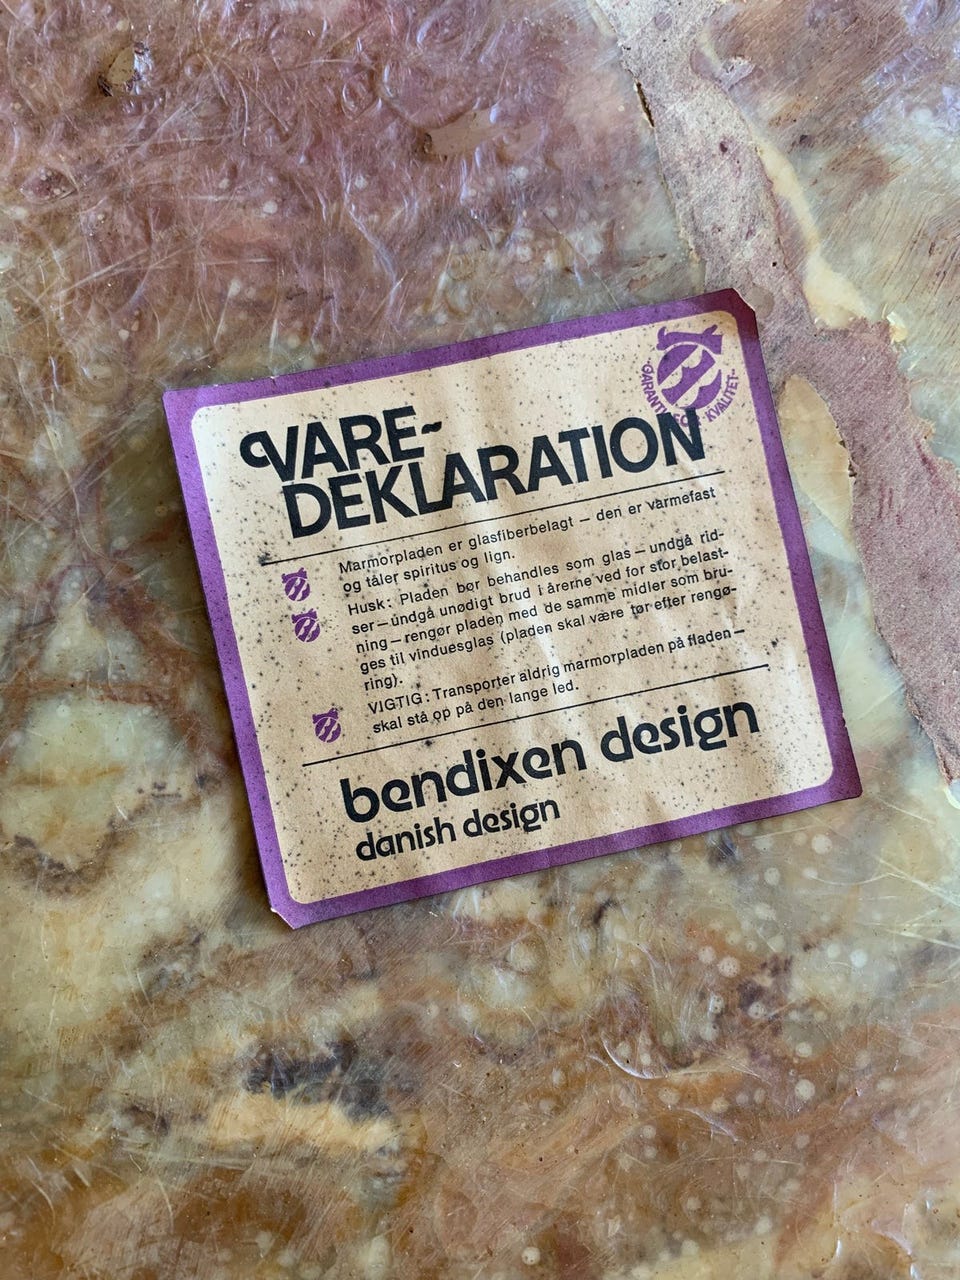 ·GARANTERET KVALITET·
VARE-
DEKLARATION
Marmorpladen er glasfiberbelagt – den er varmefast
og tåler spiritus og lign.
Husk: Pladen bør behandles som glas – undgå rid-
ser – undgå unødigt brud i årerne ved for stor belast-
ning – rengør pladen med de samme midler som bru-
ges til vinduesglas (pladen skal være tør efter rengø-
ring).
VIGTIG: Transporter aldrig marmorpladen på fladen –
skal stå op på den lange led.
bendixen design
danish design